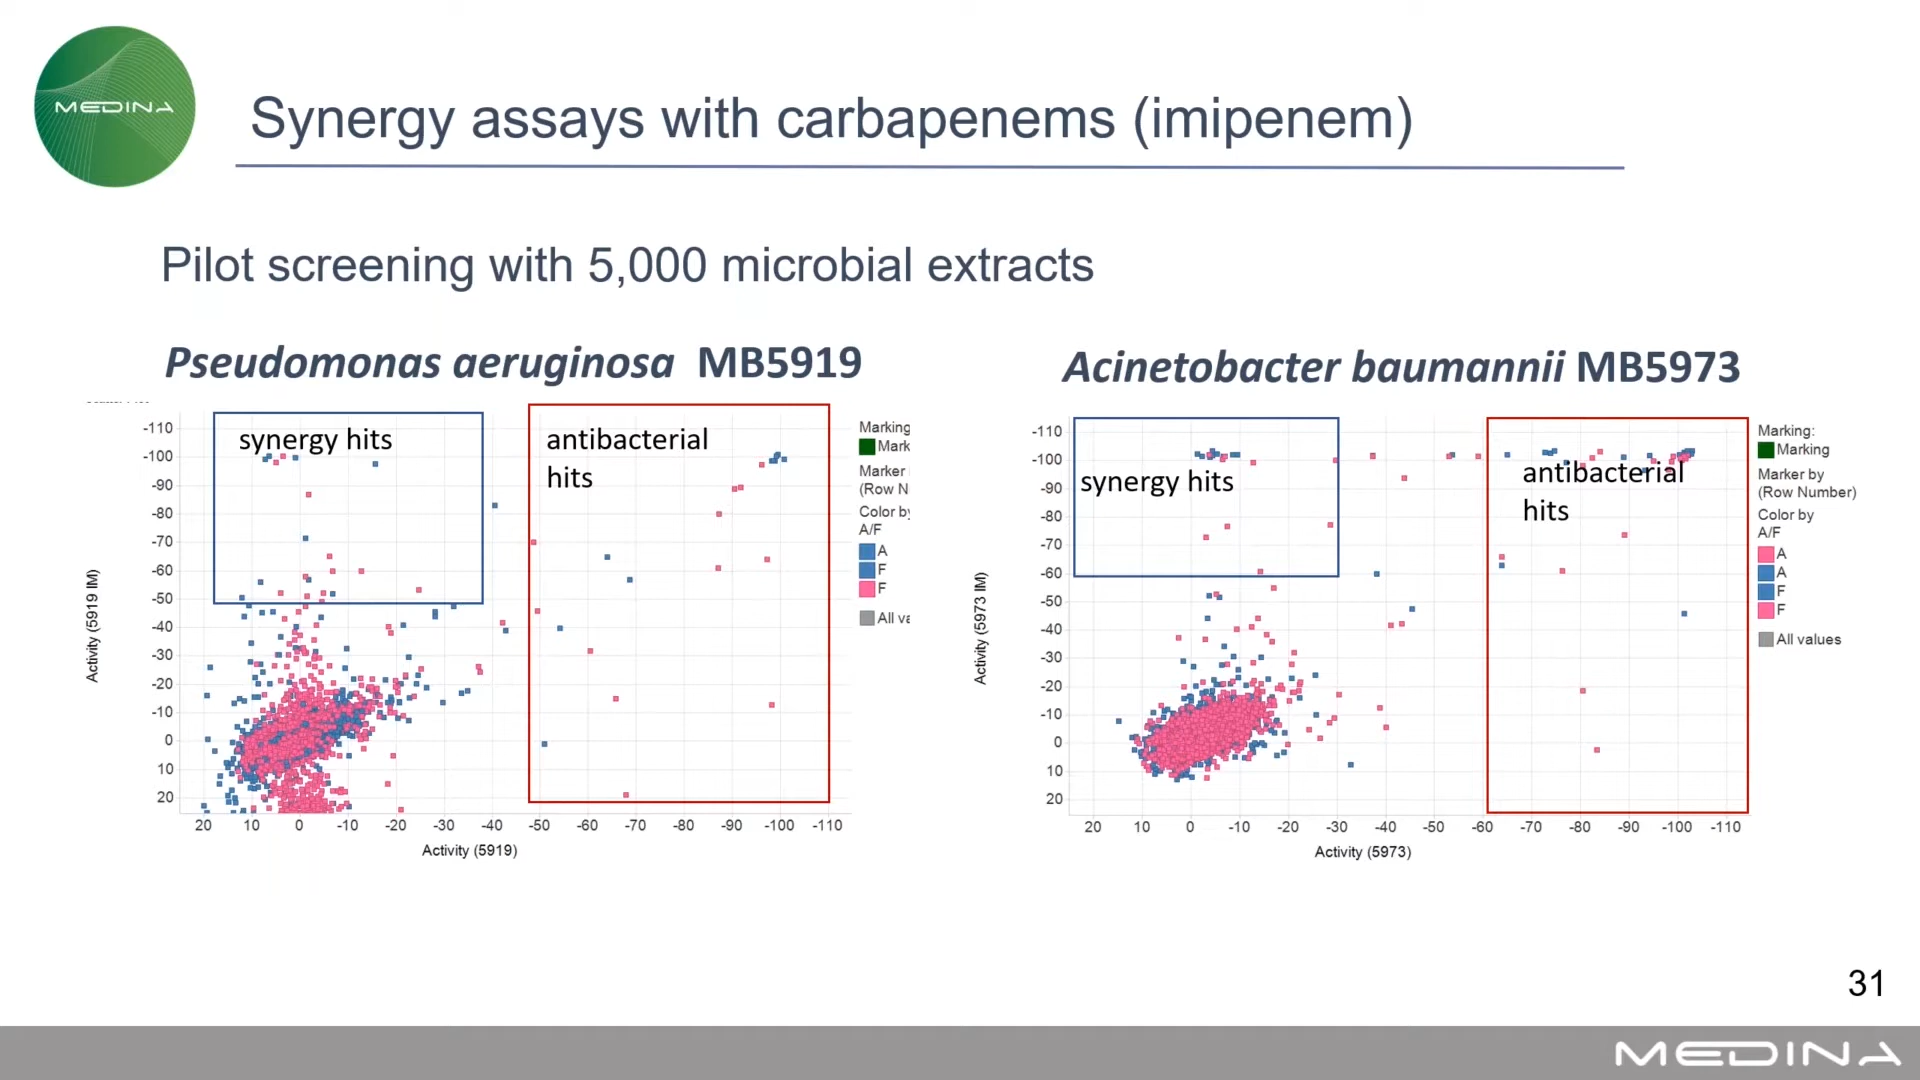 MEDINA
Synergy assays with carbapenems (imipenem)
Pilot screening with 5,000 microbial extracts
Pseudomonas aeruginosa MB5919
synergy hits
antibacterial
hits
-110
-100
-90
-80
-70
-60
-50
-40
-30
-20
-10
0
10
20
Activity (5919 IM)
20 10 0 -10 -20 -30 -40 -50 -60 -70 -80 -90 -100 -110
Activity (5919)
Marking
Mark
Marker
(Row N
Color by
A/F
A
F
F
All va
Acinetobacter baumannii MB5973
synergy hits
antibacterial
hits
-110
-100
-90
-80
-70
-60
-50
-40
-30
-20
-10
0
10
20
Activity (5973 IM)
20 10 0 -10 -20 -30 -40 -50 -60 -70 -80 -90 -100 -110
Activity (5973)
Marking:
Marking
Marker by
(Row Number)
Color by
A/F
A
A
F
F
All values
31
MEDINA